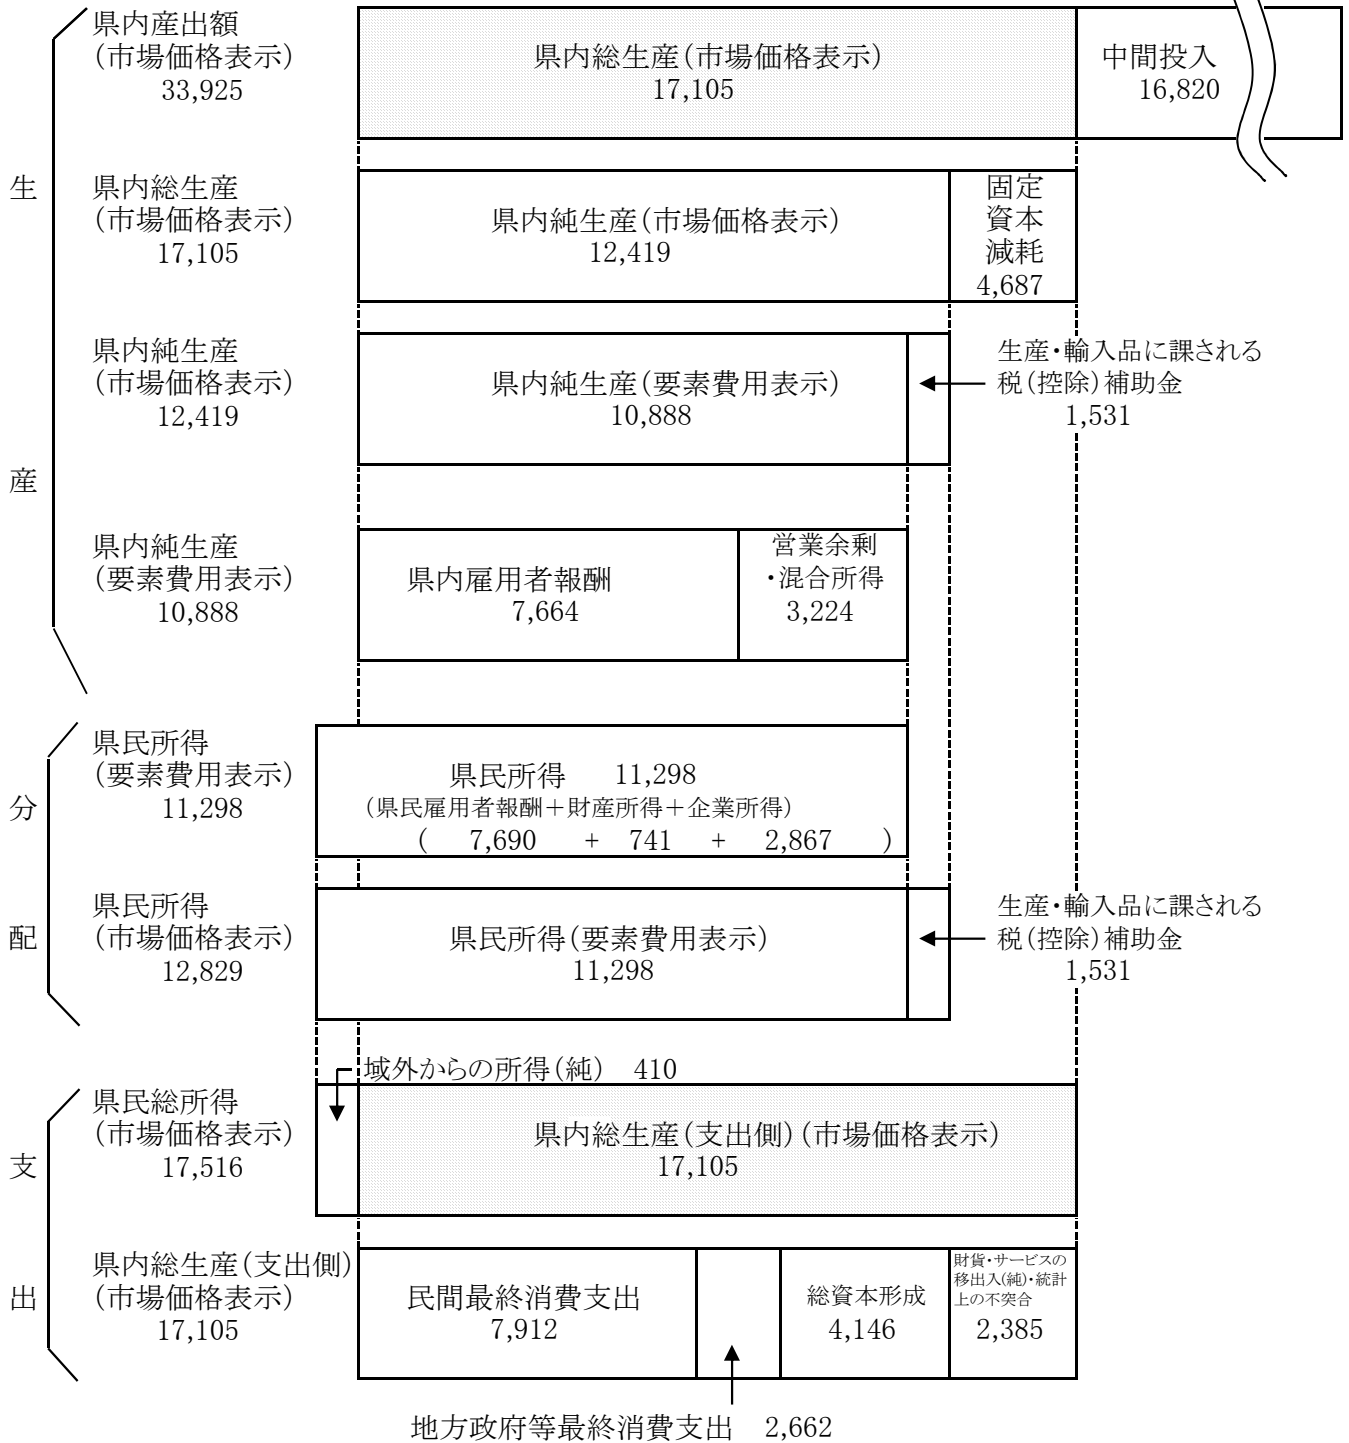 県内産出額
(市場価格表示)
33,925
県内総生産(市場価格表示)
17,105
中間投入
16,820
生
県内総生産
(市場価格表示)
17,105
県内純生産(市場価格表示)
12,419
固定
資本
減耗
4,687
県内純生産
(市場価格表示)
12,419
県内純生産(要素費用表示)
10,888
生産・輸入品に課される
税(控除)補助金
1,531
産
県内純生産
(要素費用表示)
10,888
県内雇用者報酬
7,664
営業余剰
・混合所得
3,224
分
県民所得
(要素費用表示)
11,298
県民所得 11,298
(県民雇用者報酬+財産所得+企業所得)
( 7,690 + 741 + 2,867 )
配
県民所得
(市場価格表示)
12,829
県民所得(要素費用表示)
11,298
生産・輸入品に課される
税(控除)補助金
1,531
域外からの所得(純) 410
支
県民総所得
(市場価格表示)
17,516
県内総生産(支出側)(市場価格表示)
17,105
出
県内総生産(支出側)
(市場価格表示)
17,105
民間最終消費支出
7,912
総資本形成
4,146
財貨・サービスの
移出入(純)・統計
上の不突合
2,385
地方政府等最終消費支出 2,662